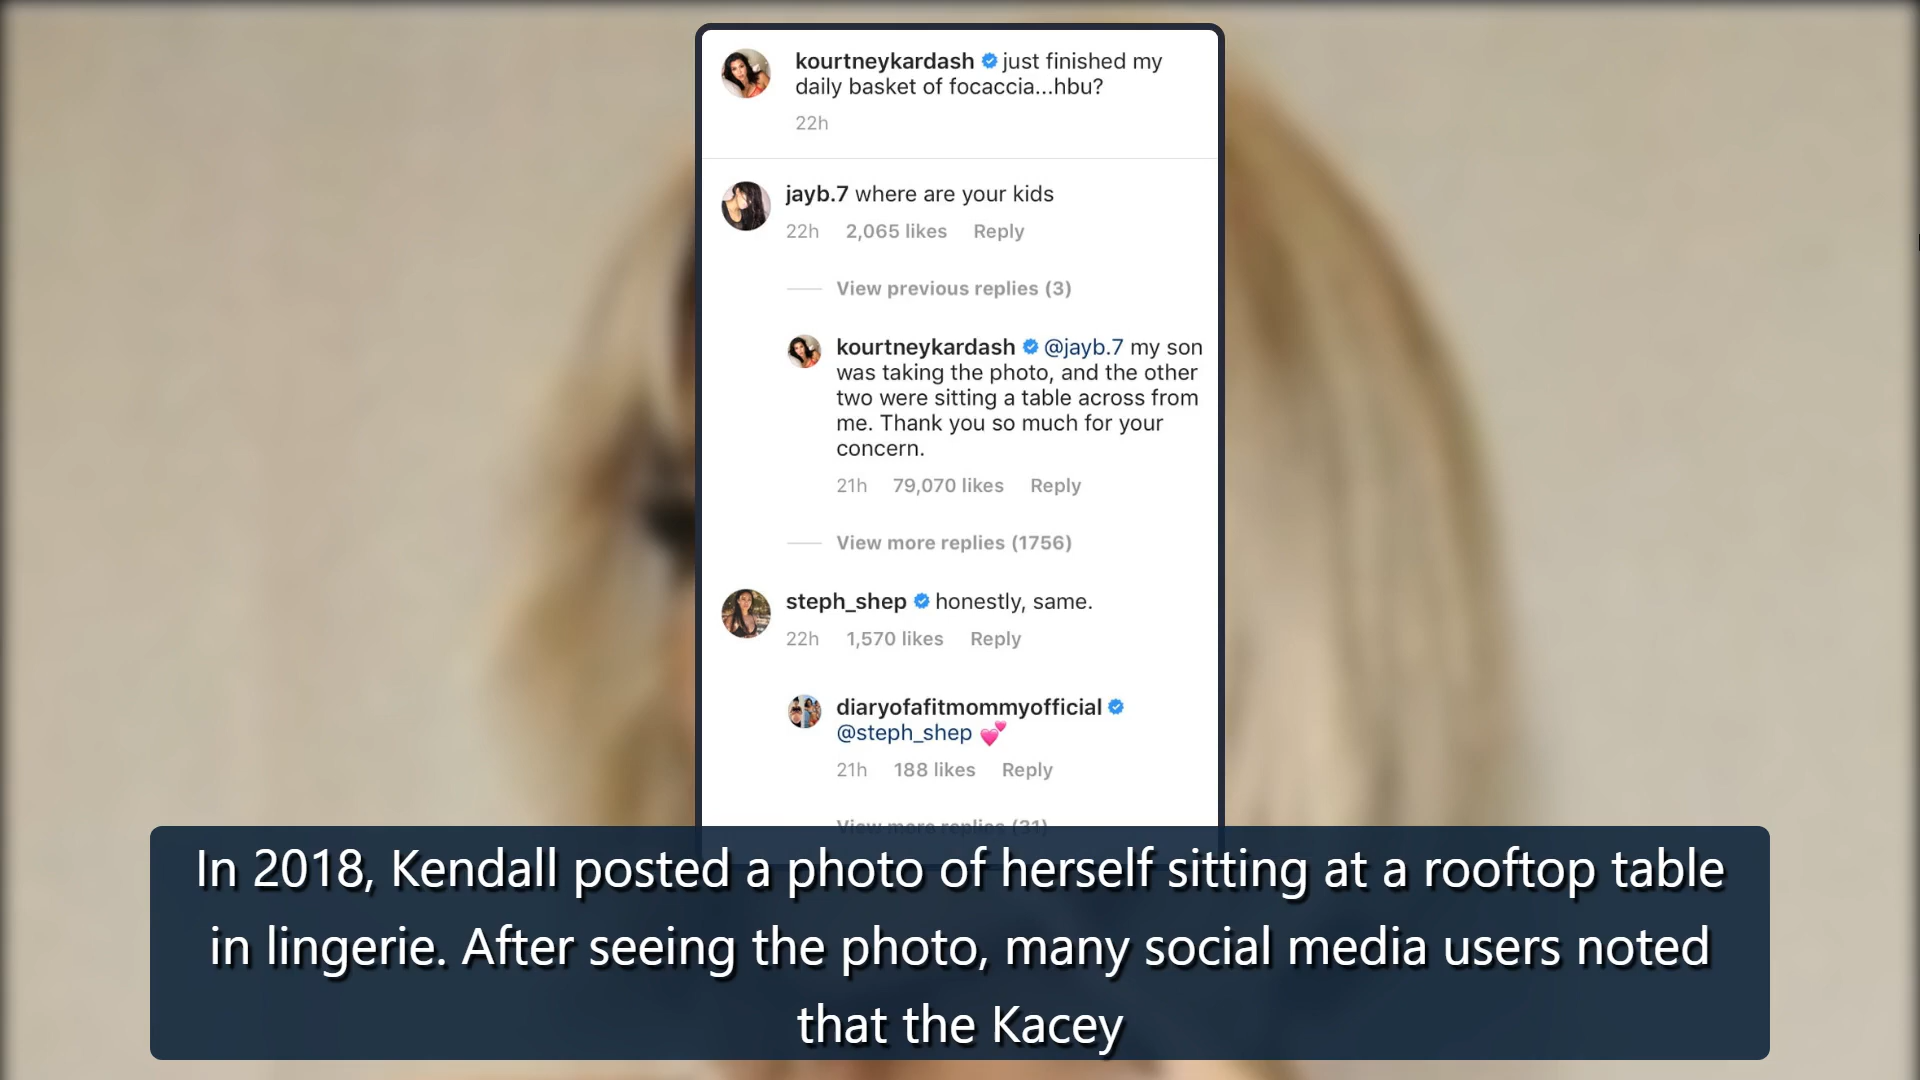 kourtneykardash just finished my
daily basket of focaccia...hbu?
22h
jayb.7 where are your kids
22h 2,065 likes Reply
View previous replies (3)
kourtneykardash @jayb.7 my son
was taking the photo, and the other
two were sitting a table across from
me. Thank you so much for your
concern.
21h 79,070 likes Reply
View more replies (1756)
steph_shep honestly, same.
22h 1,570 likes Reply
diaryofafitmommyofficial
@steph_shep 💕
21h 188 likes Reply
View more replies (31)
In 2018, Kendall posted a photo of herself sitting at a rooftop table
in lingerie. After seeing the photo, many social media users noted
that the Kacey